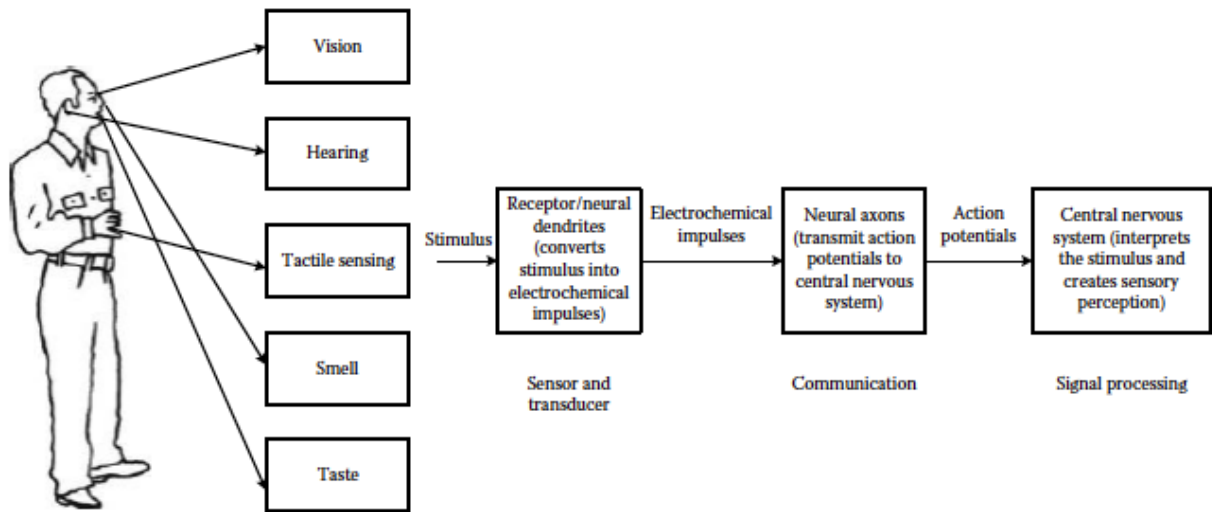 Vision
Hearing
Tactile sensing
Smell
Taste
Stimulus
Receptor/neural
dendrites
(converts
stimulus into
electrochemical
impulses)
Sensor and
transducer
Electrochemical
impulses
Neural axons
(transmit action
potentials to
central nervous
system)
Communication
Action
potentials
Central nervous
system (interprets
the stimulus and
creates sensory
perception)
Signal processing